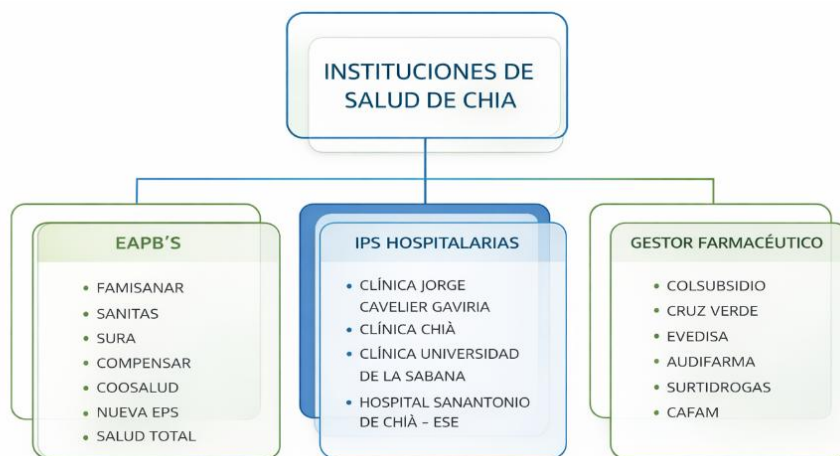 INSTITUCIONES DE
SALUD DE CHIA
EAPB'S
• FAMISANAR
• SANITAS
• SURA
• COMPENSAR
• COOSALUD
• NUEVA EPS
• SALUD TOTAL
IPS HOSPITALARIAS
• CLÍNICA JORGE
CAVELIER GAVIRIA
• CLÍNICA CHIÀ
• CLÍNICA UNIVERSIDAD
DE LA SABANA
• HOSPITAL SANANTONIO
DE CHÌÀ – ESE
GESTOR FARMACÉUTICO
• COLSUBSIDIO
• CRUZ VERDE
• EVEDISA
• AUDIFARMA
• SURTIDROGAS
• CAFAM